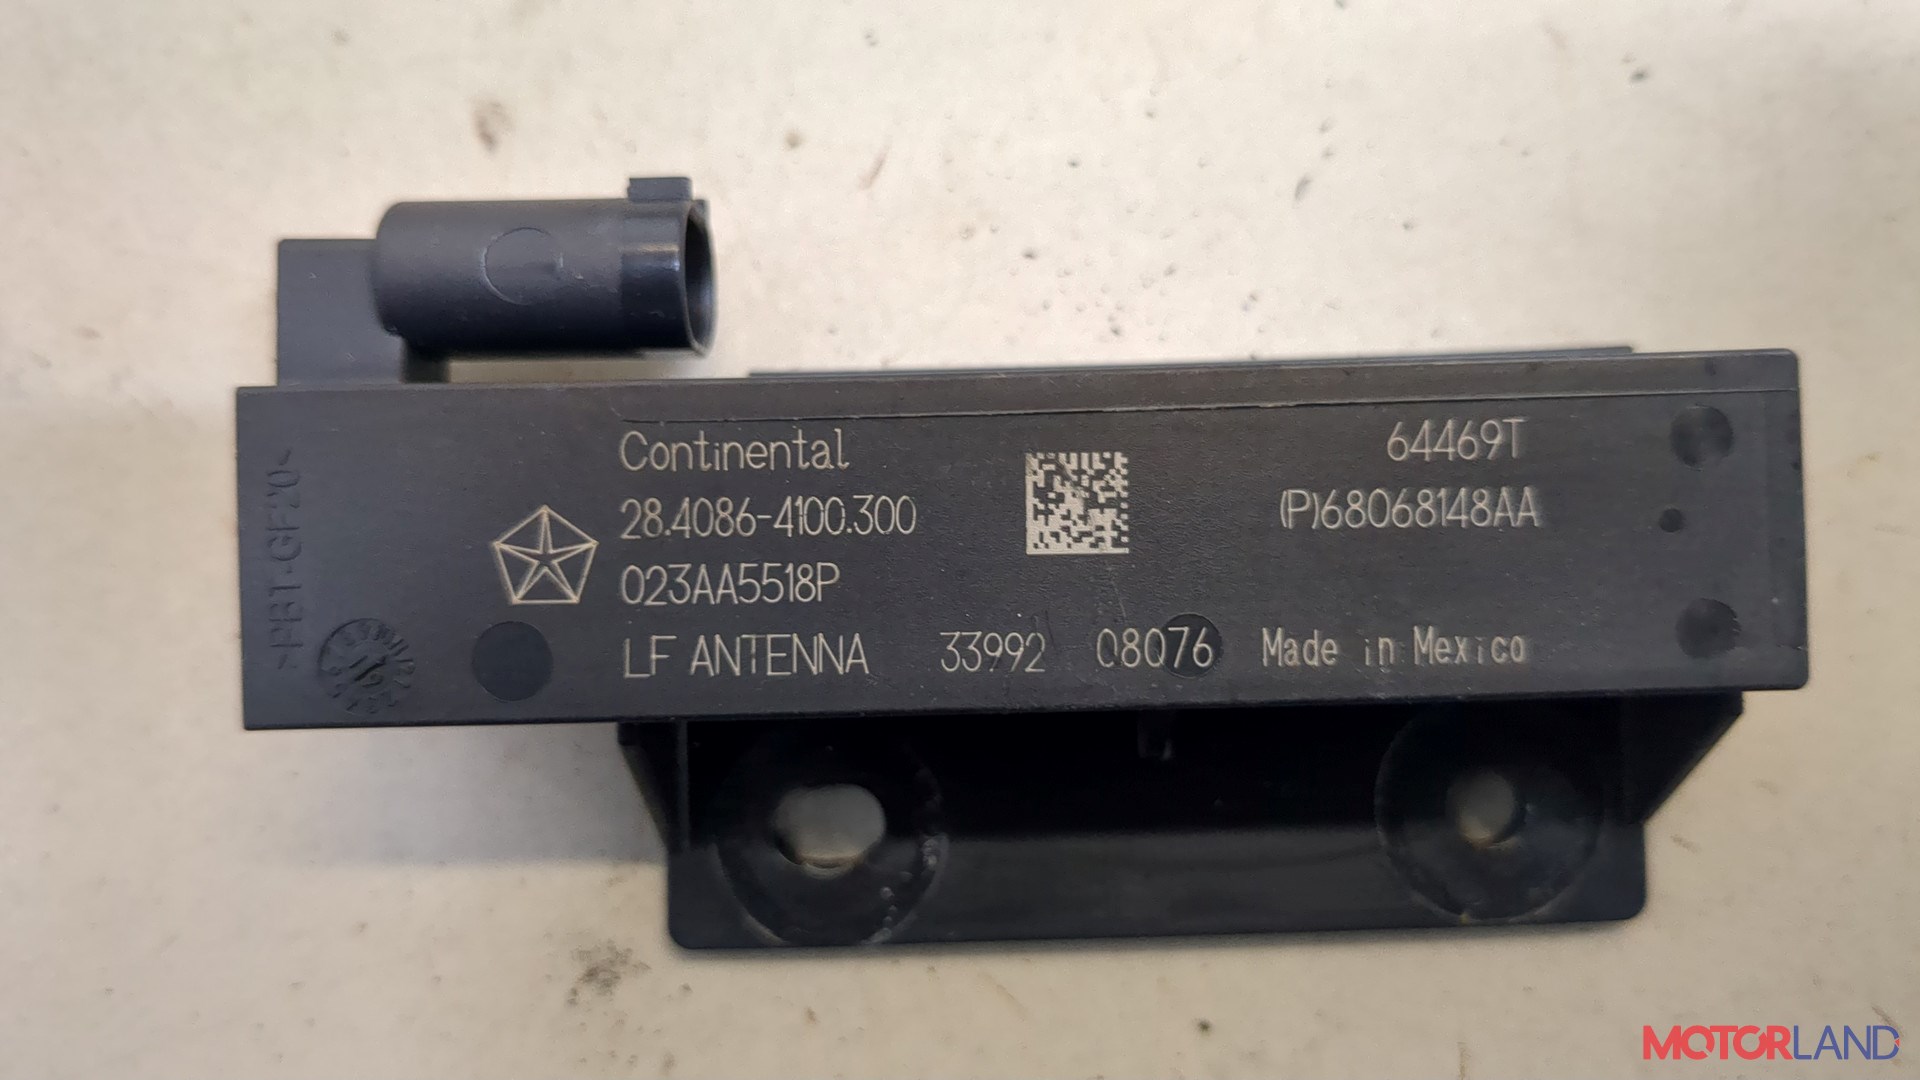 Continental
64469T
28.4086-4100.300
(P)68068148AA
023AA5518P
LF ANTENNA 33992 08076 Made in Mexico
>PBT-GF20<
MOTORLAND